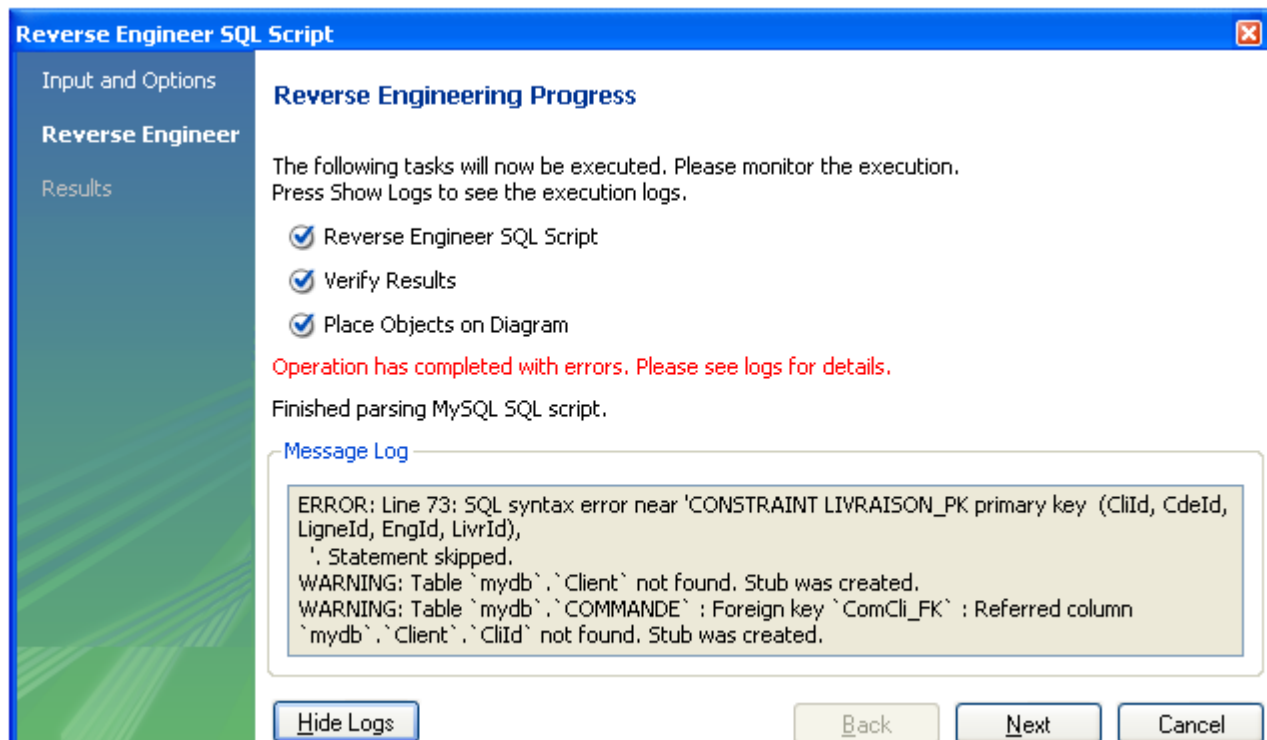 Reverse Engineer SQL Script
Input and Options
Reverse Engineer
Results
Reverse Engineering Progress
The following tasks will now be executed. Please monitor the execution.
Press Show Logs to see the execution logs.
Reverse Engineer SQL Script
Verify Results
Place Objects on Diagram
Operation has completed with errors. Please see logs for details.
Finished parsing MySQL SQL script.
Message Log
ERROR: Line 73: SQL syntax error near 'CONSTRAINT LIVRAISON_PK primary key  (CliId, CdeId,
LigneId, EngId, LivrId),
'. Statement skipped.
WARNING: Table `mydb`.`Client` not found. Stub was created.
WARNING: Table `mydb`.`COMMANDE` : Foreign key `ComCli_FK` : Referred column
`mydb`.`Client`.`CliId` not found. Stub was created.
Hide Logs
Back
Next
Cancel